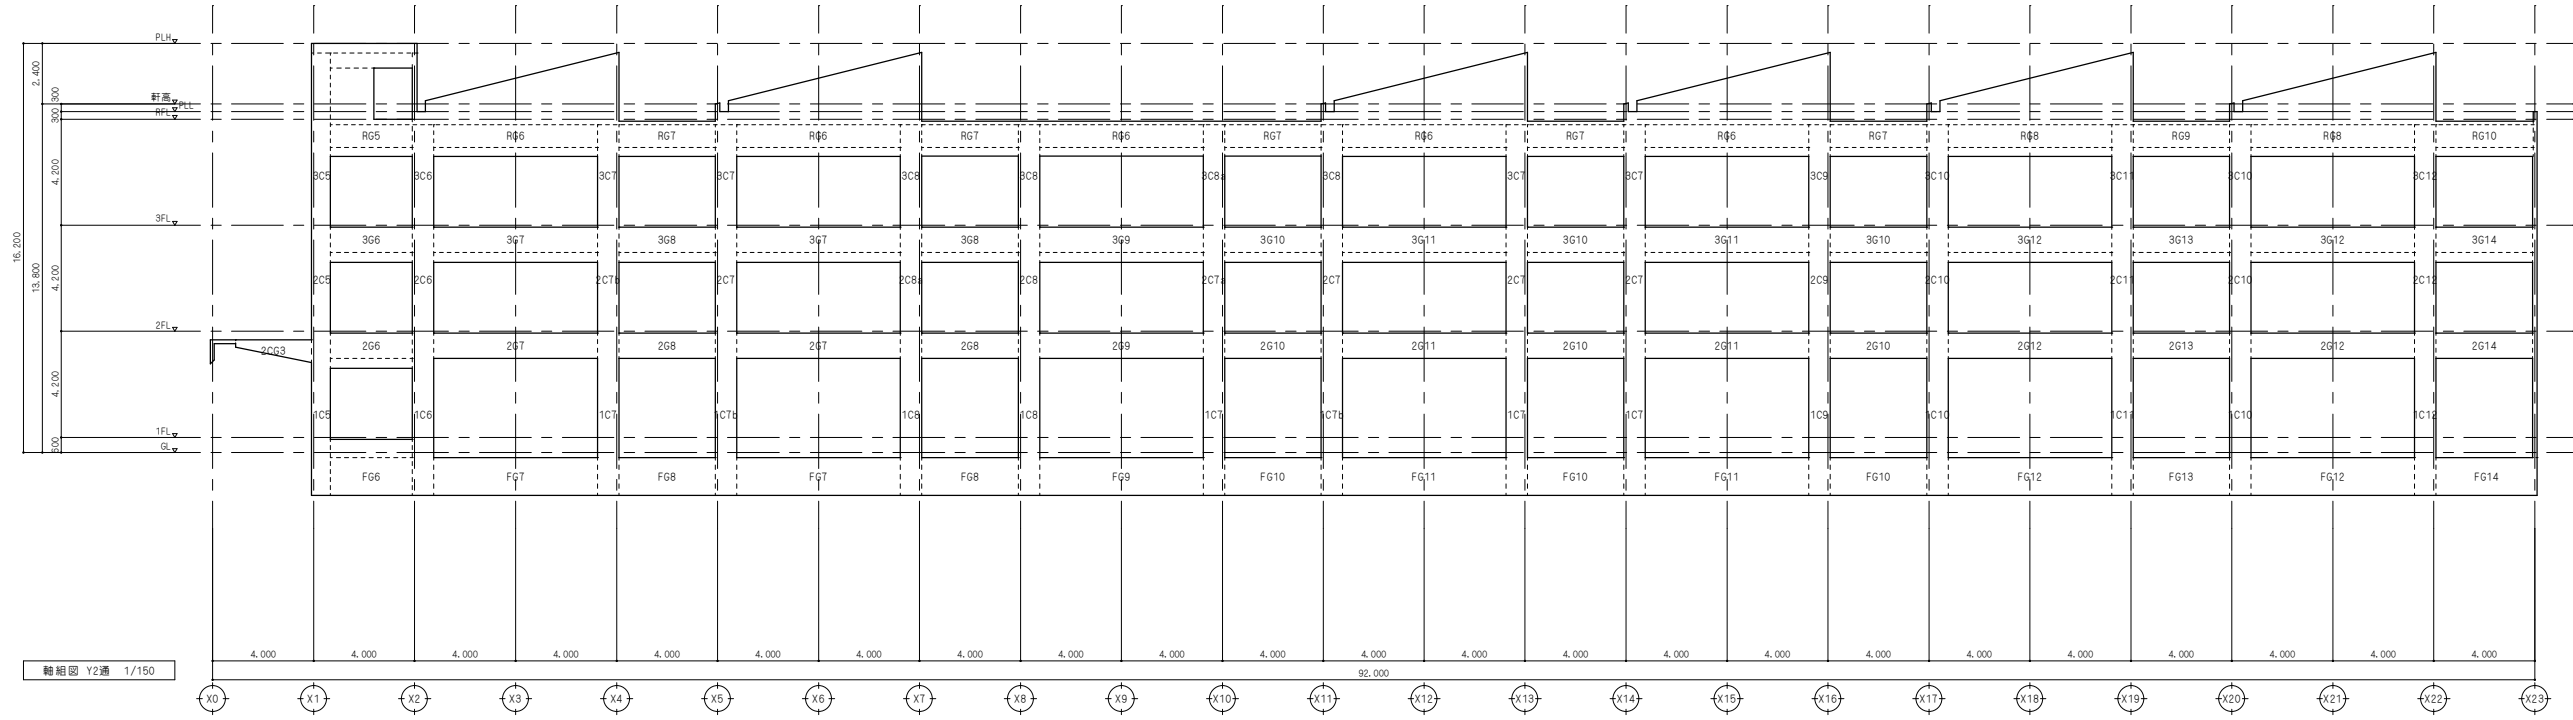 PLH
2.400
軒高
300
PLL
RFL
300
RG5 RG6 RG7 RG6 RG7 RG6 RG7 RG6 RG7 RG6 RG7 RG8 RG9 RG8 RG10
4.200
3C5 3C6 3C7 3C7 3C8 3C8 3C8a 3C8 3C7 3C7 3C9 3C10 3C11 3C10 3C12
3FL
16.200
3G6 3G7 3G8 3G7 3G8 3G9 3G10 3G11 3G10 3G11 3G10 3G12 3G13 3G12 3G14
13.800
4.200
2C5 2C6 2C7b 2C7 2C8a 2C8 2C7a 2C7 2C7 2C7 2C9 2C10 2C11 2C10 2C12
2FL
2CG3 2G6 2G7 2G8 2G7 2G8 2G9 2G10 2G11 2G10 2G11 2G10 2G12 2G13 2G12 2G14
4.200
1C5 1C6 1C7 1C7b 1C8 1C8 1C7 1C7b 1C7 1C7 1C9 1C10 1C11 1C10 1C12
1FL
600
GL
FG6 FG7 FG8 FG7 FG8 FG9 FG10 FG11 FG10 FG11 FG10 FG12 FG13 FG12 FG14
4.000 4.000 4.000 4.000 4.000 4.000 4.000 4.000 4.000 4.000 4.000 4.000 4.000 4.000 4.000 4.000 4.000 4.000 4.000 4.000 4.000 4.000 4.000
軸組図 Y2通 1/150
92.000
X0 X1 X2 X3 X4 X5 X6 X7 X8 X9 X10 X11 X12 X13 X14 X15 X16 X17 X18 X19 X20 X21 X22 X23